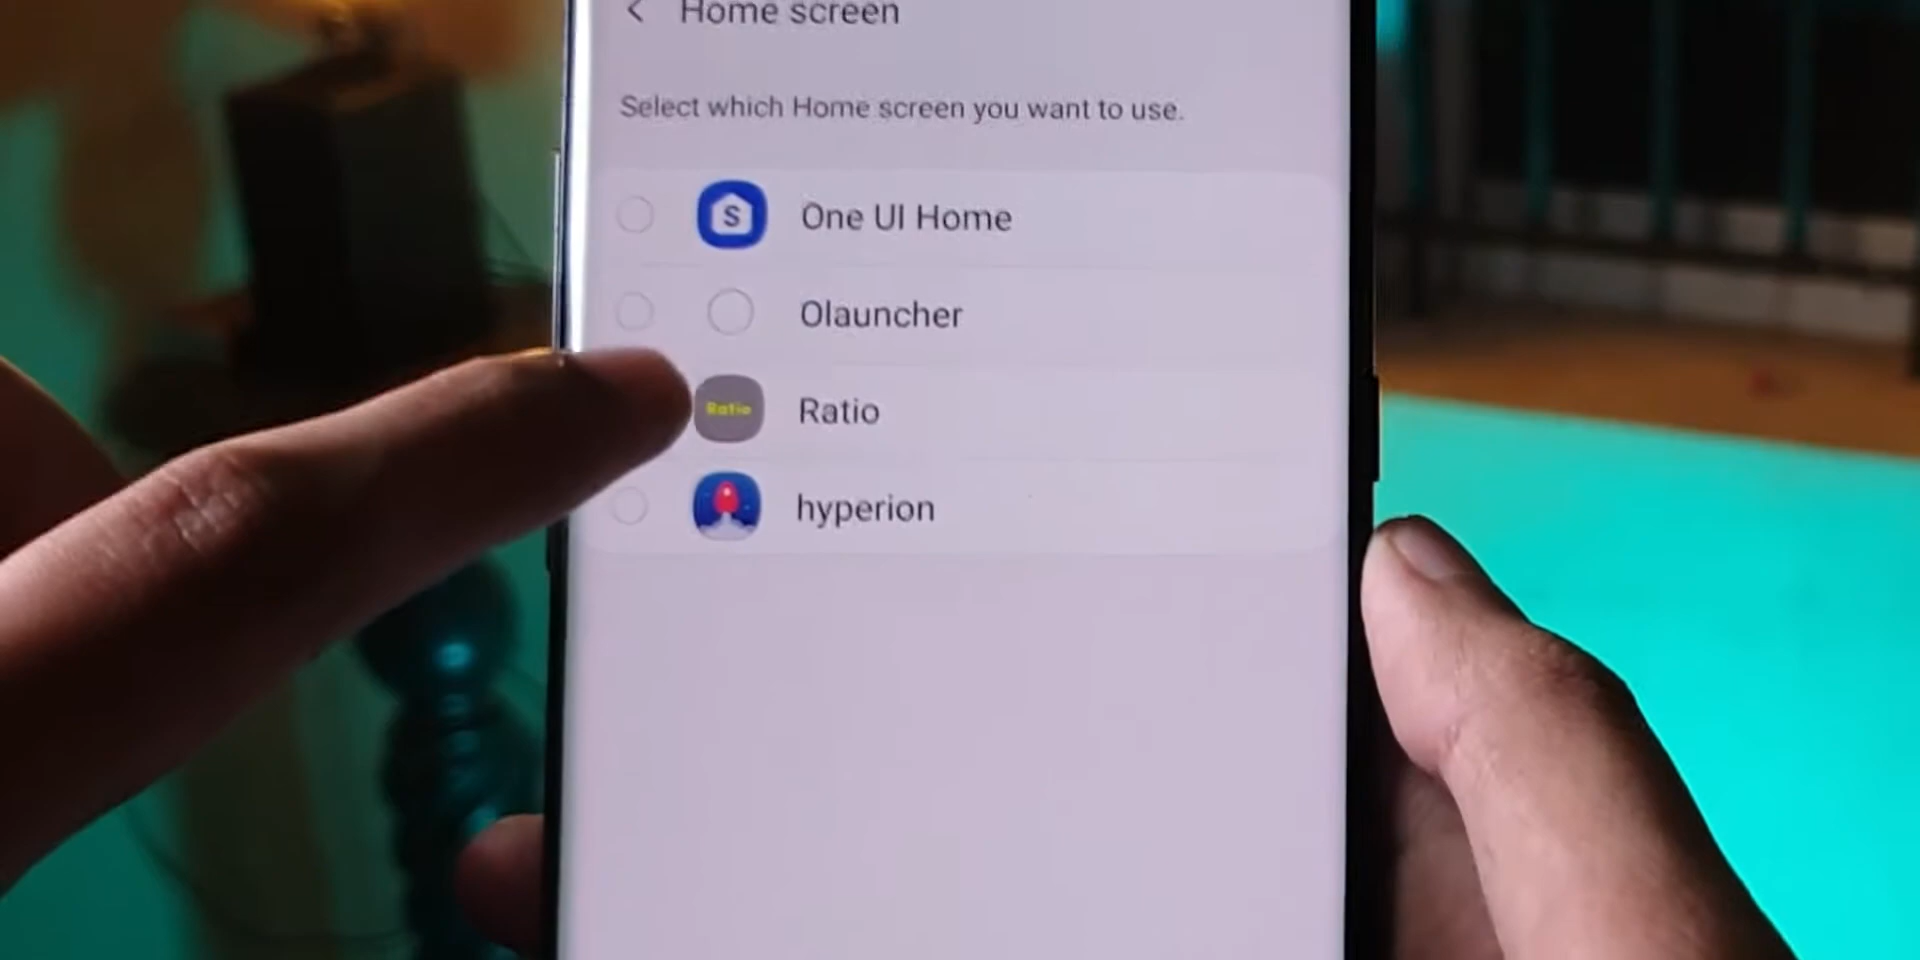 Home screen
Select which Home screen you want to use.
S One UI Home
Olauncher
Ratio Ratio
hyperion